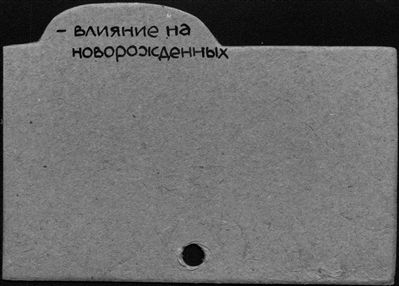 - влияние на
новорожденных